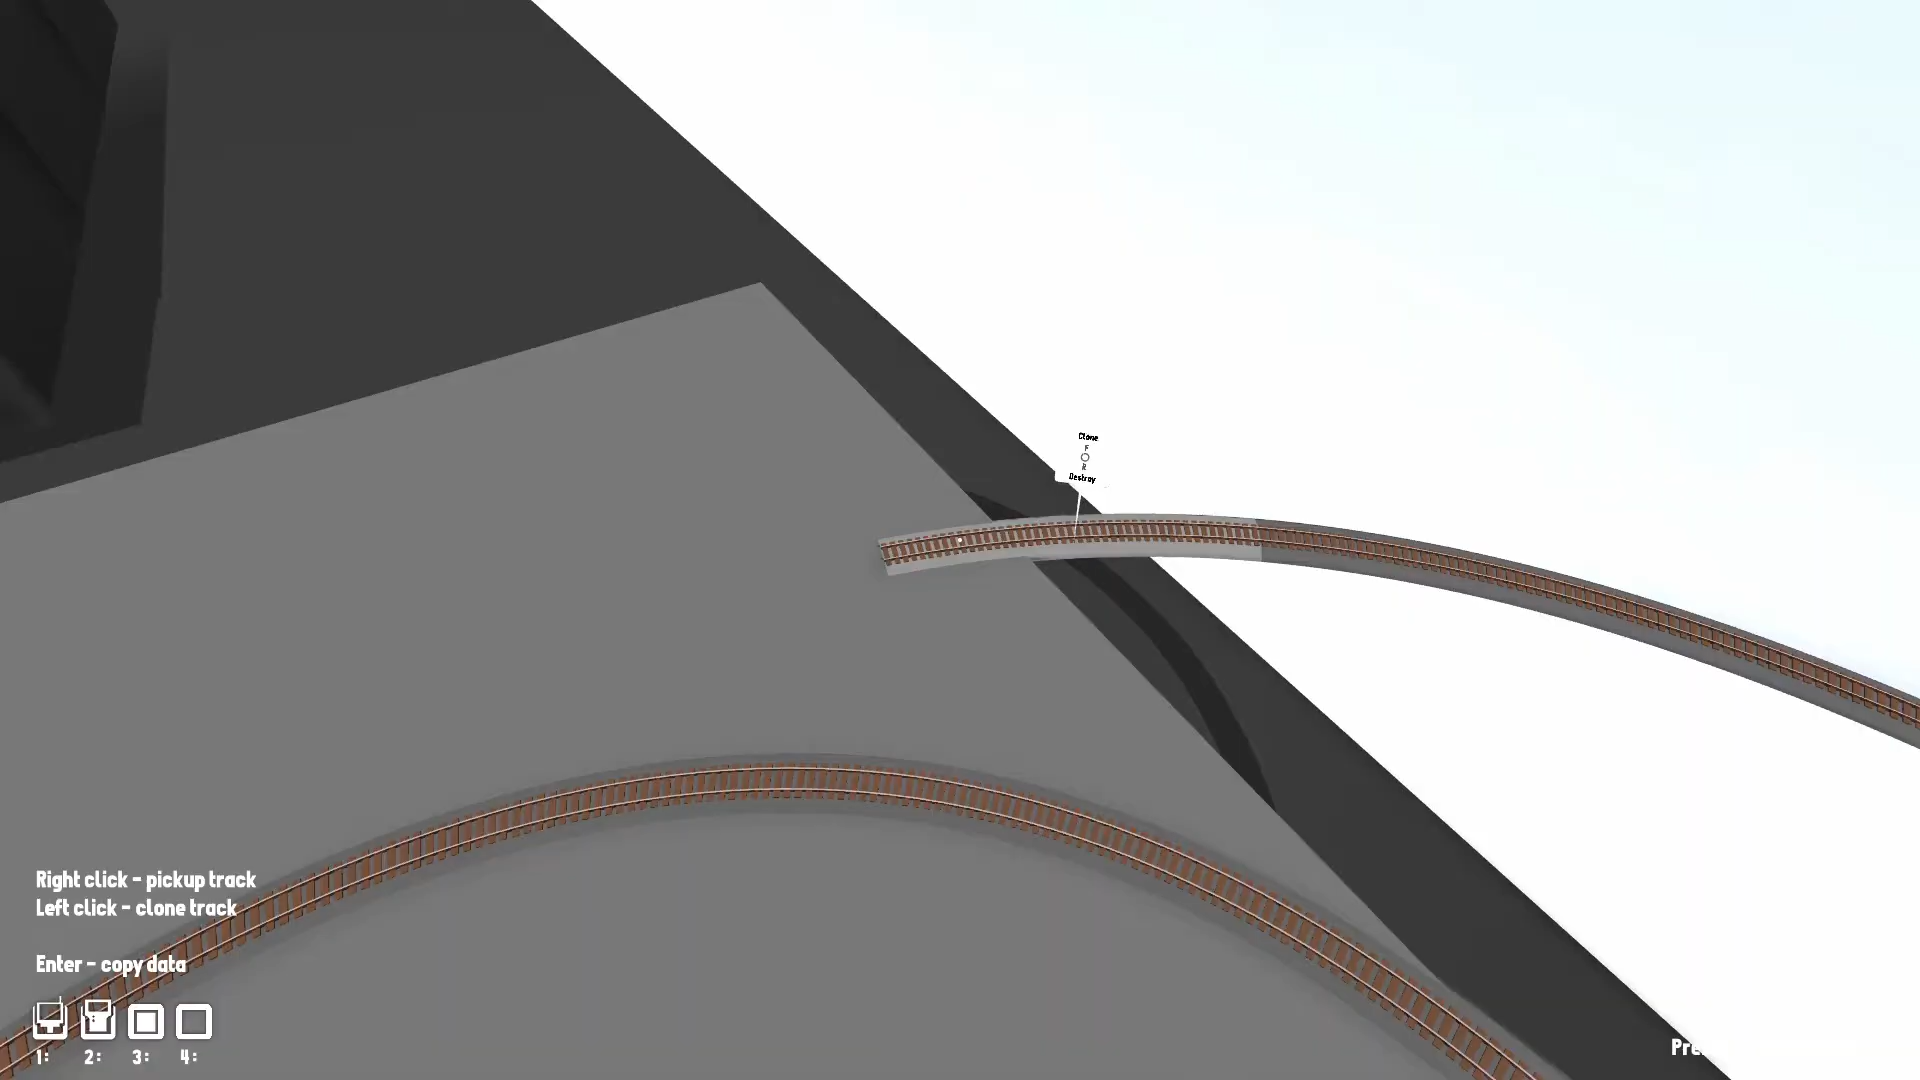 Clone
F
R
Destroy
Right click - pickup track
Left click - clone track
Enter - copy data
1: 2: 3: 4: